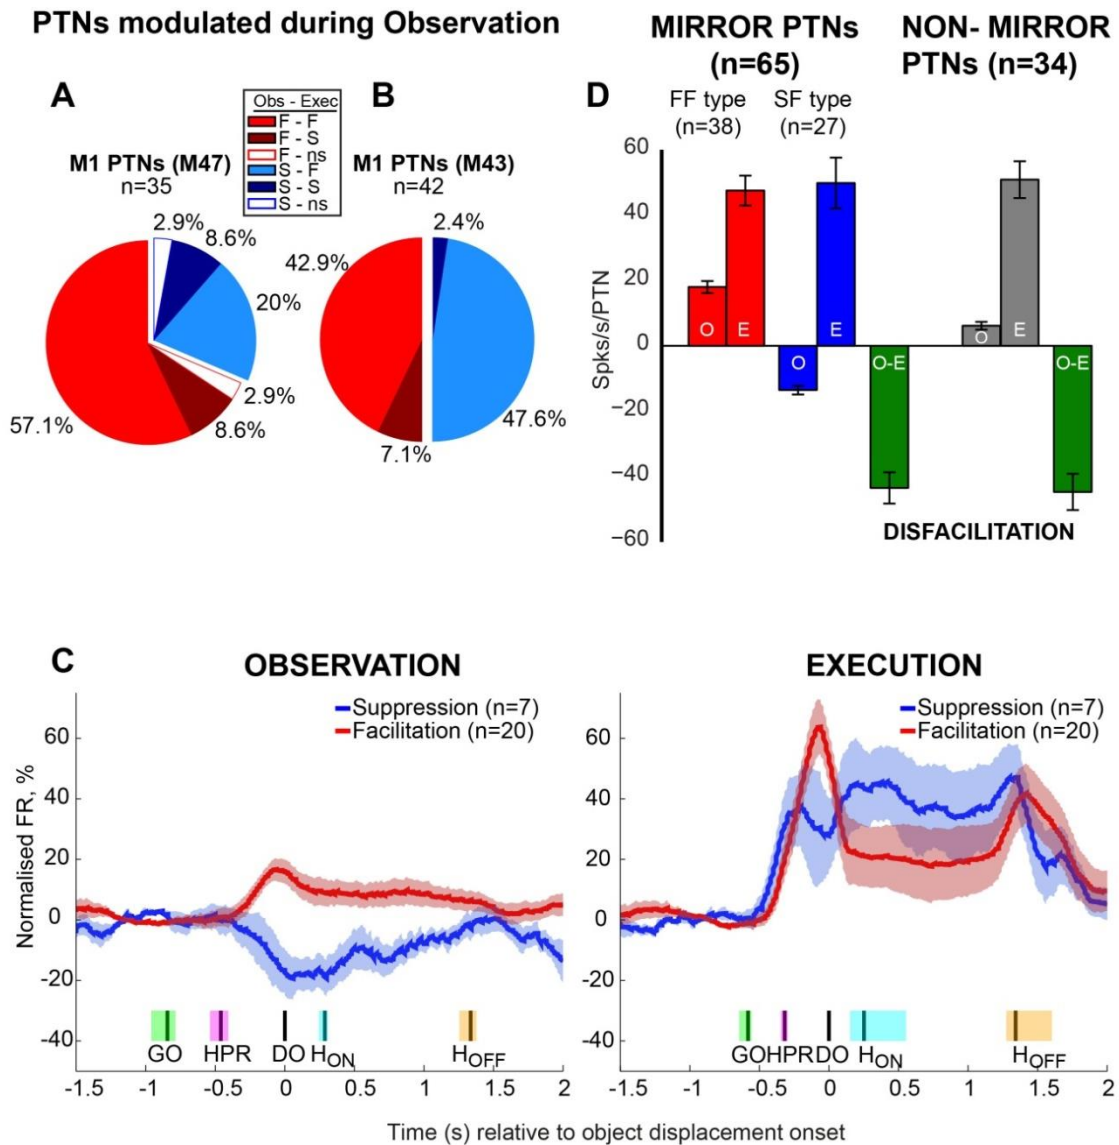 PTNs modulated during Observation
MIRROR PTNs
(n=65)
NON- MIRROR
PTNs (n=34)
A
Obs - Exec
F - F
F - S
F - ns
S - F
S - S
S - ns
B
M1 PTNs (M47)
n=35
2.9%
8.6%
20%
2.9%
8.6%
57.1%
M1 PTNs (M43)
n=42
2.4%
42.9%
47.6%
7.1%
D
FF type
(n=38)
SF type
(n=27)
Spks/s/PTN
60
40
20
0
−20
−40
−60
O
E
O
E
O-E
O
E
O-E
DISFACILITATION
C
OBSERVATION
Suppression (n=7)
Facilitation (n=20)
Normalised FR, %
60
40
20
0
-20
-40
GO
HPR
DO
HON
HOFF
-1.5
-1
-0.5
0
0.5
1
1.5
2
EXECUTION
Suppression (n=7)
Facilitation (n=20)
60
40
20
0
-20
-40
GO
HPR
DO
HON
HOFF
-1.5
-1
-0.5
0
0.5
1
1.5
2
Time (s) relative to object displacement onset